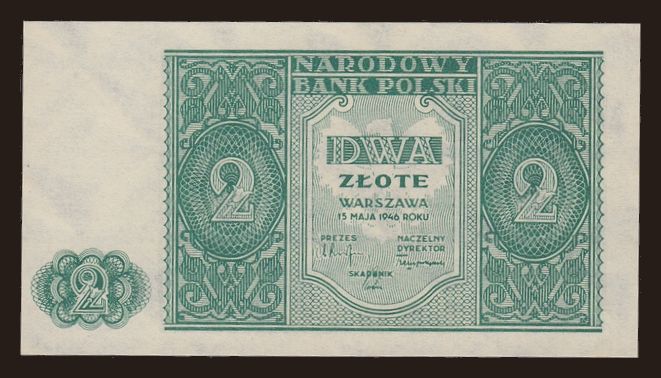 NARODOWY
BANK POLSKI
2
2
DWA
ZŁOTE
WARSZAWA
15 MAJA 1946 ROKU
PREZES
NACZELNY
DYREKTOR
SKARBNIK
2